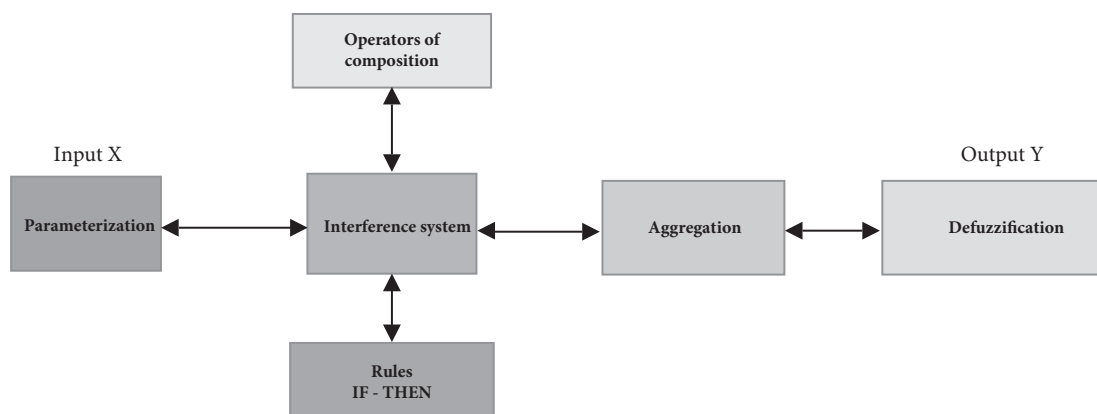 Operators of
composition
Input X
Output Y
Parameterization
Interference system
Aggregation
Defuzzification
Rules
IF - THEN